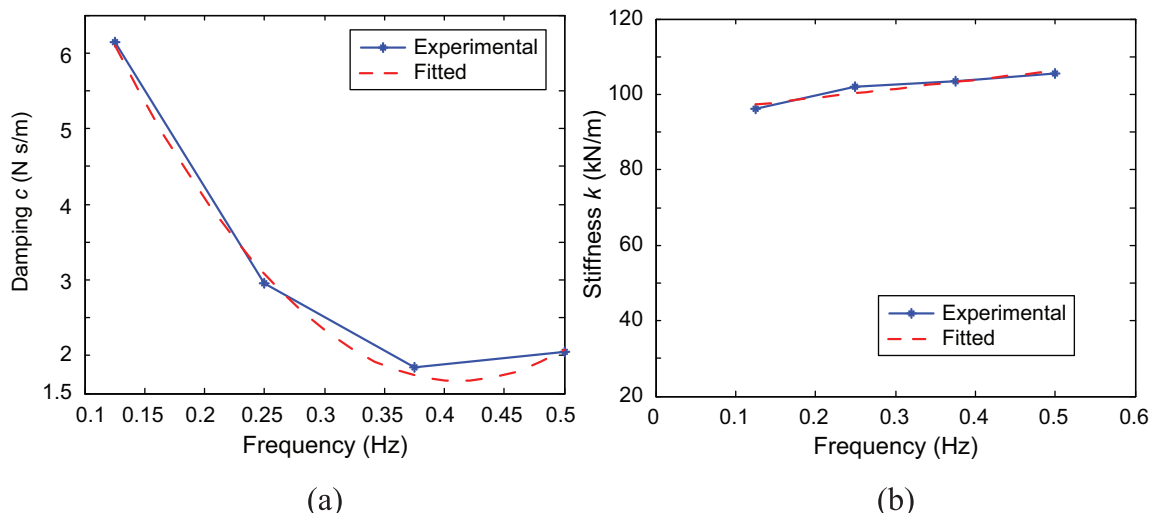 6
5
4
3
2
1.5
0.1 0.15 0.2 0.25 0.3 0.35 0.4 0.45 0.5
Damping c (N s/m)
Frequency (Hz)
Experimental
Fitted
(a)
120
100
80
60
40
20
0 0.1 0.2 0.3 0.4 0.5 0.6
Stiffness k (kN/m)
Frequency (Hz)
Experimental
Fitted
(b)